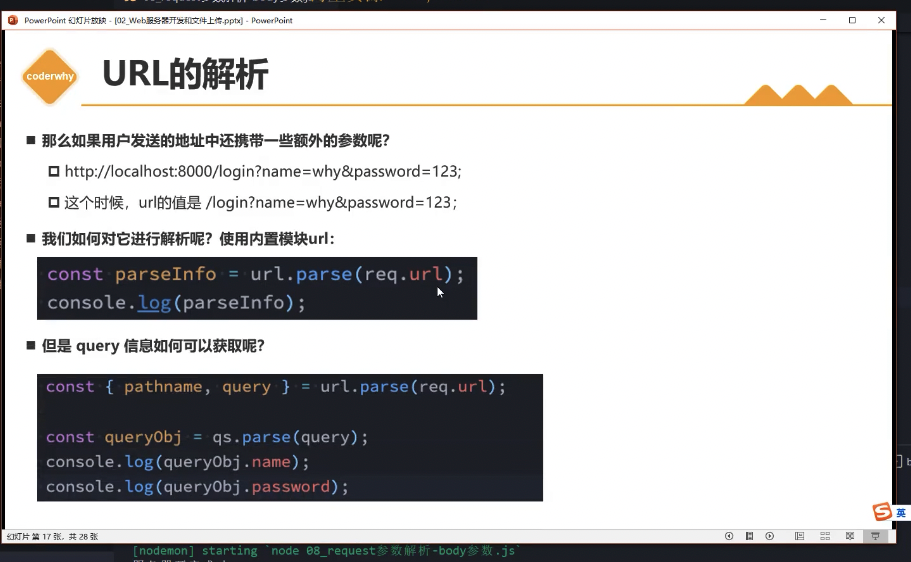 PowerPoint 幻灯片放映 - [02_Web服务器开发和文件上传.pptx] - PowerPoint
coderwhy
URL的解析
那么如果用户发送的地址中还携带一些额外的参数呢？
http://localhost:8000/login?name=why&password=123;
这个时候，url的值是 /login?name=why&password=123；
我们如何对它进行解析呢？使用内置模块url：
const parseInfo = url.parse(req.url);
console.log(parseInfo);
但是 query 信息如何可以获取呢？
const { pathname, query } = url.parse(req.url);
const queryObj = qs.parse(query);
console.log(queryObj.name);
console.log(queryObj.password);
S 英
幻灯片 第 17 张，共 28 张
[nodemon] starting `node 08_request参数解析-body参数.js`